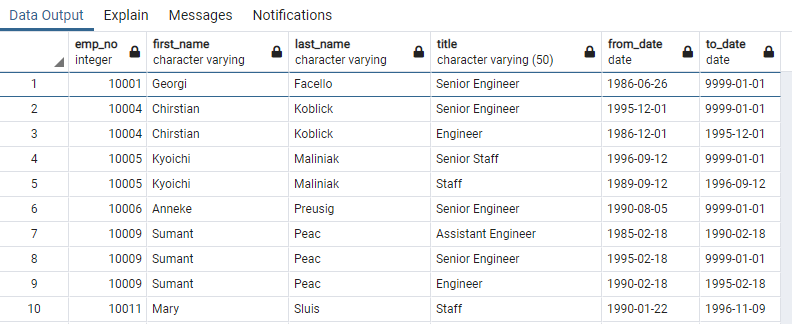 Data Output Explain Messages Notifications
emp_no first_name last_name title from_date to_date
integer character varying character varying character varying (50) date date
1 10001 Georgi Facello Senior Engineer 1986-06-26 9999-01-01
2 10004 Chirstian Koblick Senior Engineer 1995-12-01 9999-01-01
3 10004 Chirstian Koblick Engineer 1986-12-01 1995-12-01
4 10005 Kyoichi Maliniak Senior Staff 1996-09-12 9999-01-01
5 10005 Kyoichi Maliniak Staff 1989-09-12 1996-09-12
6 10006 Anneke Preusig Senior Engineer 1990-08-05 9999-01-01
7 10009 Sumant Peac Assistant Engineer 1985-02-18 1990-02-18
8 10009 Sumant Peac Senior Engineer 1995-02-18 9999-01-01
9 10009 Sumant Peac Engineer 1990-02-18 1995-02-18
10 10011 Mary Sluis Staff 1990-01-22 1996-11-09